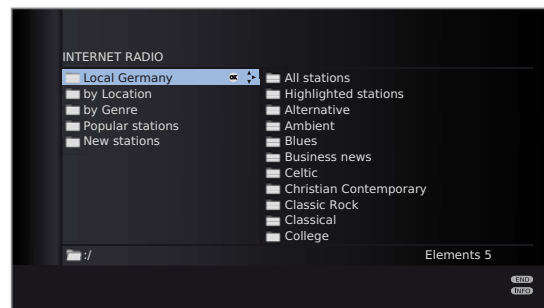 INTERNET RADIO
Local Germany OK
by Location
by Genre
Popular stations
New stations
All stations
Highlighted stations
Alternative
Ambient
Blues
Business news
Celtic
Christian Contemporary
Classic Rock
Classical
College
:/ Elements 5
END
INFO